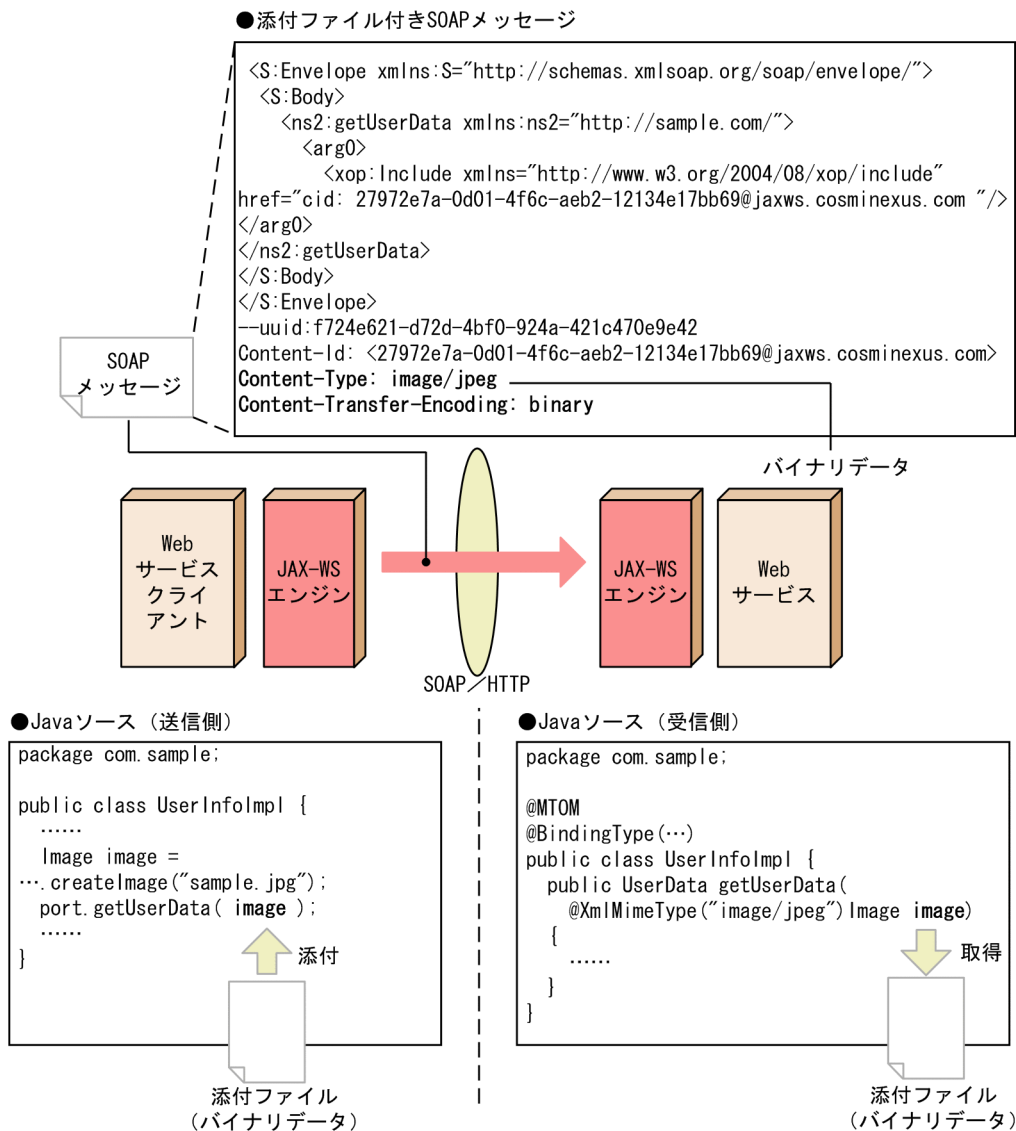 ●添付ファイル付きSOAPメッセージ
<S:Envelope xmlns:S="http://schemas.xmlsoap.org/soap/envelope/">
<S:Body>
<ns2:getUserData xmlns:ns2="http://sample.com/">
<arg0>
<xop:Include xmlns="http://www.w3.org/2004/08/xop/include"
href="cid: 27972e7a-0d01-4f6c-aeb2-12134e17bb69@jaxws.cosminexus.com "/>
</arg0>
</ns2:getUserData>
</S:Body>
</S:Envelope>
--uuid:f724e621-d72d-4bf0-924a-421c470e9e42
Content-Id: <27972e7a-0d01-4f6c-aeb2-12134e17bb69@jaxws.cosminexus.com>
Content-Type: image/jpeg
Content-Transfer-Encoding: binary
SOAP
メッセージ
バイナリデータ
Web
サービス
クライ
アント
JAX-WS
エンジン
JAX-WS
エンジン
Web
サービス
SOAP/HTTP
●Javaソース（送信側）
package com.sample;
public class UserInfoImpl {
……
Image image =
….createImage("sample.jpg");
port.getUserData( image );
……
}
添付
添付ファイル
（バイナリデータ）
●Javaソース（受信側）
package com.sample;
@MTOM
@BindingType(…)
public class UserInfoImpl {
public UserData getUserData(
@XmlMimeType("image/jpeg")Image image)
{
……
}
}
取得
添付ファイル
（バイナリデータ）